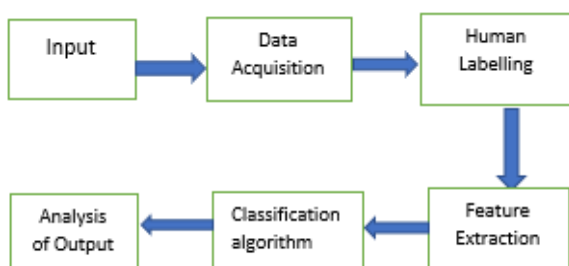 Input
Data
Acquisition
Human
Labelling
Feature
Extraction
Classification
algorithm
Analysis
of Output